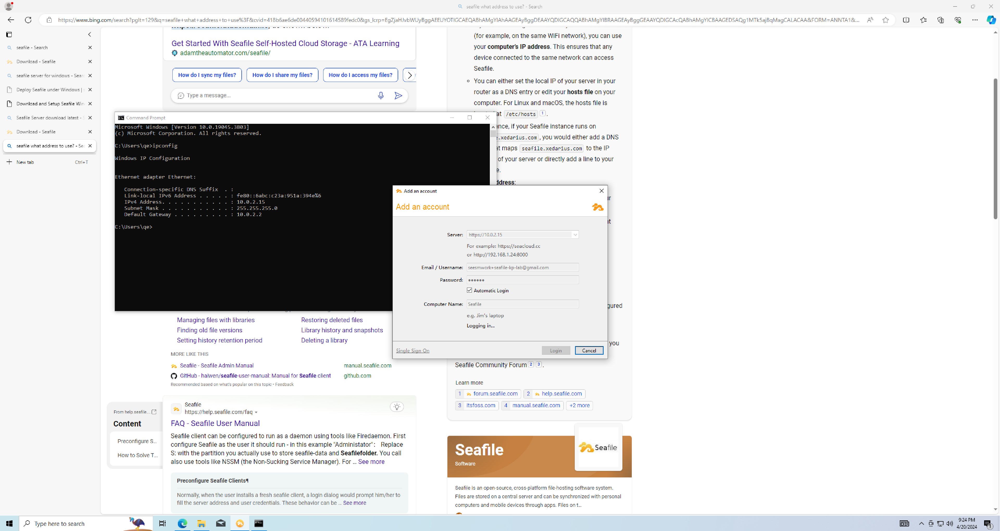 seafile what address to use? - Search
https://www.bing.com/search?pglt=129&q=seafile+what+address+to+use%3F&cvid=418b6ae6de00440594101614589fedc0&gs_lcrp=EgZjaHJvbWUyBggAEEUYOTIGCAEQABhAMgYIAhAAGEAyBggDEAAYQDIGCAQQABhAMgYIBRAAGEAyBggGEAAYQDIGCAcQABhAMgYICBAAGEDSAQg1MTk5ajBqMagCALACAA&FORM=ANNTA1&...
seafile - Search
Download - Seafile
seafile server for windows - Searc
Deploy Seafile under Windows | s
Download and Setup Seafile Win
Seafile Server download latest - S
Download - Seafile
seafile what address to use? - Sea
New tab Ctrl+T
Get Started With Seafile Self-Hosted Cloud Storage - ATA Learning
adamtheautomator.com/seafile/
How do I sync my files?
How do I share my files?
How do I access my files?
Type a message...
(for example, on the same WiFi network), you can use
your computer's IP address. This ensures that any
device connected to the same network can access
Seafile.
You can either set the local IP of your server in your
router as a DNS entry or edit your hosts file on your
computer. For Linux and macOS, the hosts file is
at /etc/hosts 1 .
ance, if your Seafile instance runs on
e.xedarius.com , you would either add a DNS
at maps seafile.xedarius.com to the IP
of your server or directly add a line to your
e.
ddress:
Command Prompt
Microsoft Windows [Version 10.0.19045.3803]
(c) Microsoft Corporation. All rights reserved.
C:\Users\qe>ipconfig
Windows IP Configuration
Ethernet adapter Ethernet:
Connection-specific DNS Suffix . :
Link-local IPv6 Address . . . . . : fe80::6abc:c23a:951a:394e%6
IPv4 Address. . . . . . . . . . . : 10.0.2.15
Subnet Mask . . . . . . . . . . . : 255.255.255.0
Default Gateway . . . . . . . . . : 10.0.2.2
C:\Users\qe>
Add an account
Add an account
Server: https://10.0.2.15
For example: https://seacloud.cc
or http://192.168.1.24:8000
Email / Username: seesmwork+seafile-kp-lab@gmail.com
Password: ●●●●●●
Automatic Login
Computer Name: Seafile
e.g. Jim's laptop
Logging in...
Single Sign On
Login
Cancel
gured
you
Managing files with libraries
Restoring deleted files
Finding old file versions
Library history and snapshots
Setting history retention period
Deleting a library
MORE LIKE THIS
Seafile - Seafile Admin Manual manual.seafile.com
GitHub - haiwen/seafile-user-manual: Manual for Seafile client github.com
Recommended based on what's popular on this topic • Feedback
Seafile Community Forum 2 3 .
Learn more
1 forum.seafile.com
2 help.seafile.com
3 itsfoss.com
4 manual.seafile.com
+2 more
From help.seafile....
Content
Preconfigure S...
How to Solve T...
Seafile
https://help.seafile.com/faq
FAQ - Seafile User Manual
Seafile client can be configured to run as a daemon using tools like Firedaemon. First
configure Seafile as the user it should run - in this example "Administator": Replace
S: with the partition you actually use to store seafile-data and Seafilefolder. You call
also use tools like NSSM (the Non-Sucking Service Manager). For ... See more
Preconfigure Seafile Clients¶
Normally, when the user installs a fresh seafile client, a login dialog would prompt him/her to
fill the server address and user credentials. These behavior can be ... See more
Seafile
Software
Seafile
Seafile is an open-source, cross-platform file-hosting software system.
Files are stored on a central server and can be synchronized with personal
computers and mobile devices through apps. Files on t...
Type here to search
9:24 PM
4/20/2024
1